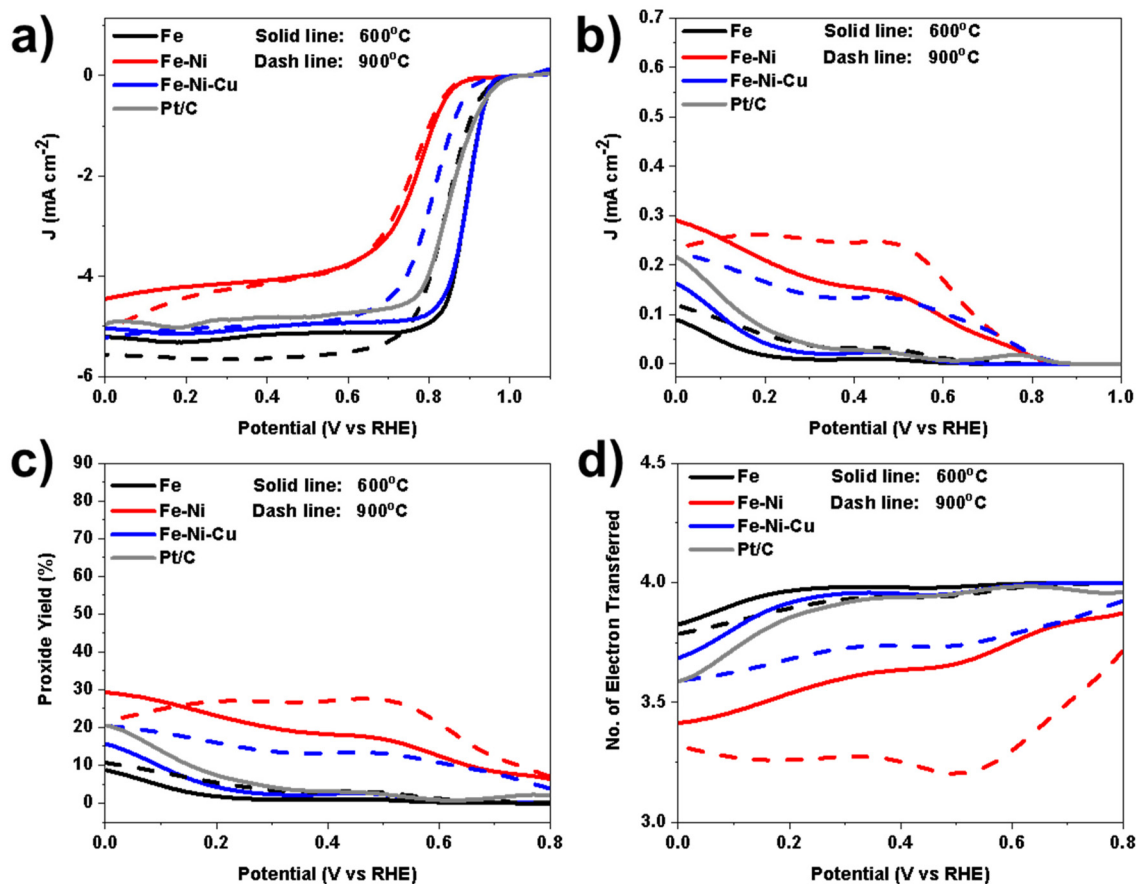 a)
Fe Solid line: 600°C
Fe-Ni Dash line: 900°C
Fe-Ni-Cu
Pt/C
0
-2
-4
-6
J (mA cm-2)
0.0 0.2 0.4 0.6 0.8 1.0
Potential (V vs RHE)
b)
Fe Solid line: 600°C
Fe-Ni Dash line: 900°C
Fe-Ni-Cu
Pt/C
0.7
0.6
0.5
0.4
0.3
0.2
0.1
0.0
J (mA cm-2)
0.0 0.2 0.4 0.6 0.8 1.0
Potential (V vs RHE)
c)
Fe Solid line: 600°C
Fe-Ni Dash line: 900°C
Fe-Ni-Cu
Pt/C
90
80
70
60
50
40
30
20
10
0
Proxide Yield (%)
0.0 0.2 0.4 0.6 0.8
Potential (V vs RHE)
d)
Fe Solid line: 600°C
Fe-Ni Dash line: 900°C
Fe-Ni-Cu
Pt/C
4.5
4.0
3.5
3.0
No. of Electron Transferred
0.0 0.2 0.4 0.6 0.8
Potential (V vs RHE)